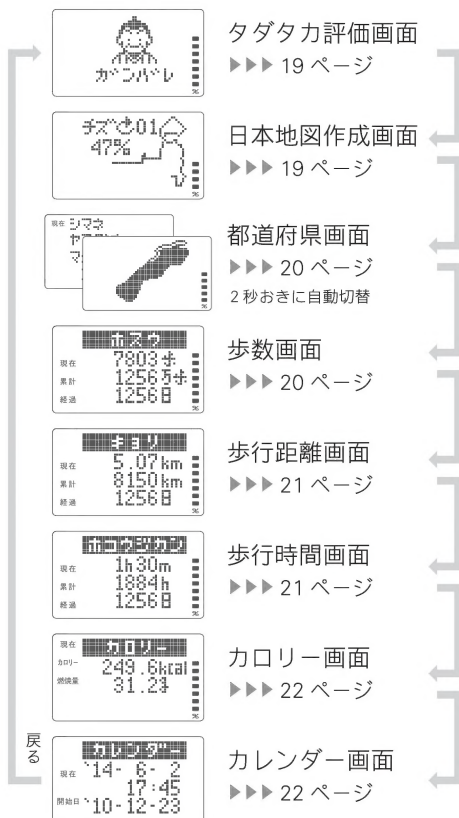 ガンバレ
%
タダタカ評価画面
▶▶▶ 19 ページ
チズ 01
47%
%
日本地図作成画面
▶▶▶ 19 ページ
現在 シマネ
都道府県画面
▶▶▶ 20 ページ
2 秒おきに自動切替
ホスウ
現在 7803 歩
累計 1256万歩
経過 1256日
%
歩数画面
▶▶▶ 20 ページ
キョリ
現在 5.07km
累計 8150km
経過 1256日
%
歩行距離画面
▶▶▶ 21 ページ
ホコウジカン
現在 1h30m
累計 1884h
経過 1256日
%
歩行時間画面
▶▶▶ 21 ページ
現在 カロリー
カロリー 249.6kcal
燃焼量 31.2g
%
カロリー画面
▶▶▶ 22 ページ
カレンダー
現在 '14- 6- 2
17:45
開始日 '10-12-23
カレンダー画面
▶▶▶ 22 ページ
戻る